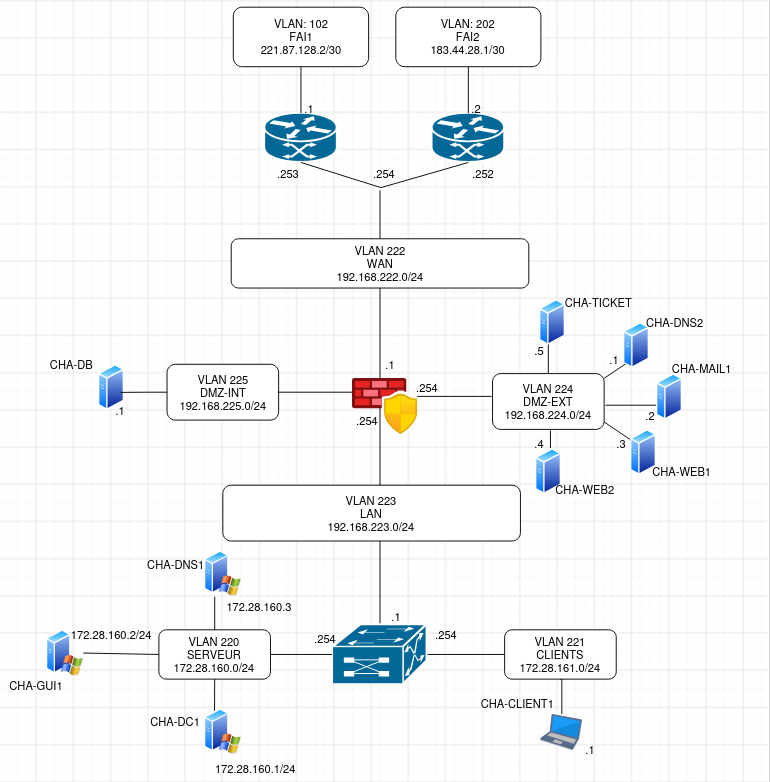 VLAN: 102
FAI1
221.87.128.2/30
VLAN: 202
FAI2
183.44.28.1/30
.1
.2
.253
.254
.252
VLAN 222
WAN
192.168.222.0/24
CHA-TICKET
.5
CHA-DNS2
.1
CHA-DB
.1
VLAN 225
DMZ-INT
192.168.225.0/24
.1
.254
.254
VLAN 224
DMZ-EXT
192.168.224.0/24
CHA-MAIL1
.2
.3
CHA-WEB1
.4
CHA-WEB2
VLAN 223
LAN
192.168.223.0/24
CHA-DNS1
172.28.160.3
172.28.160.2/24
CHA-GUI1
VLAN 220
SERVEUR
172.28.160.0/24
.254
.1
.254
VLAN 221
CLIENTS
172.28.161.0/24
CHA-DC1
172.28.160.1/24
CHA-CLIENT1
.1